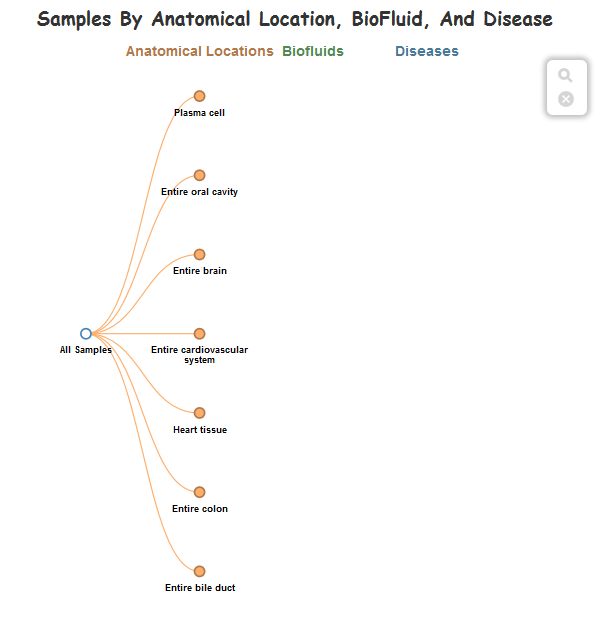 Samples By Anatomical Location, BioFluid, And Disease
Anatomical Locations Biofluids Diseases
Plasma cell
Entire oral cavity
Entire brain
All Samples
Entire cardiovascular
system
Heart tissue
Entire colon
Entire bile duct